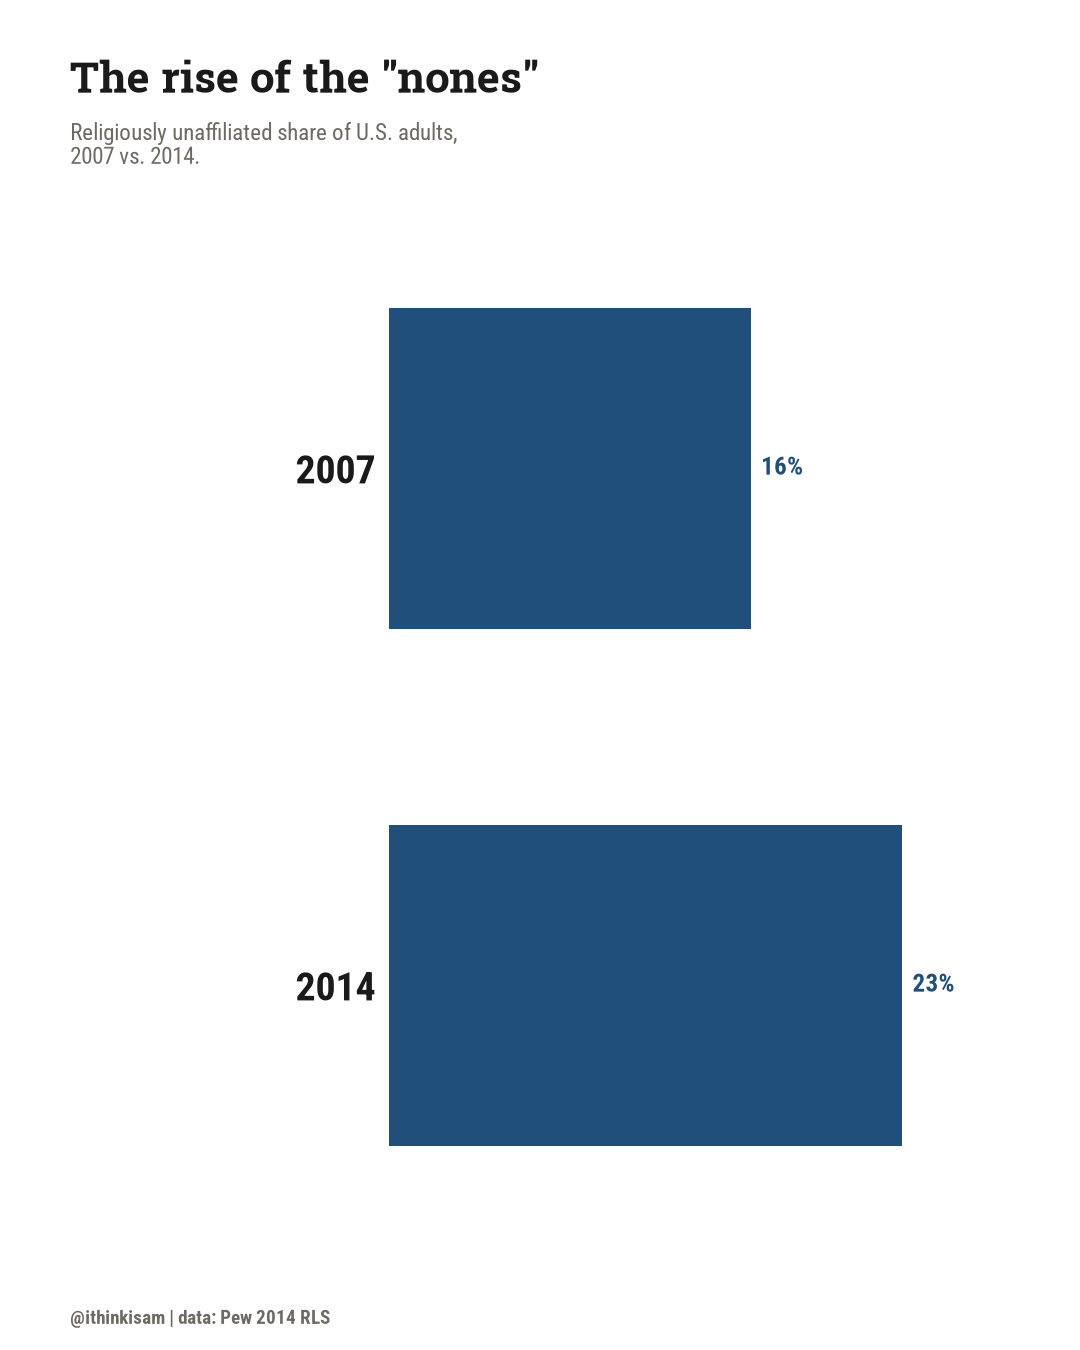 The rise of the "nones"
Religiously unaffiliated share of U.S. adults,
2007 vs. 2014.
2007
16%
2014
23%
@ithinkisam | data: Pew 2014 RLS